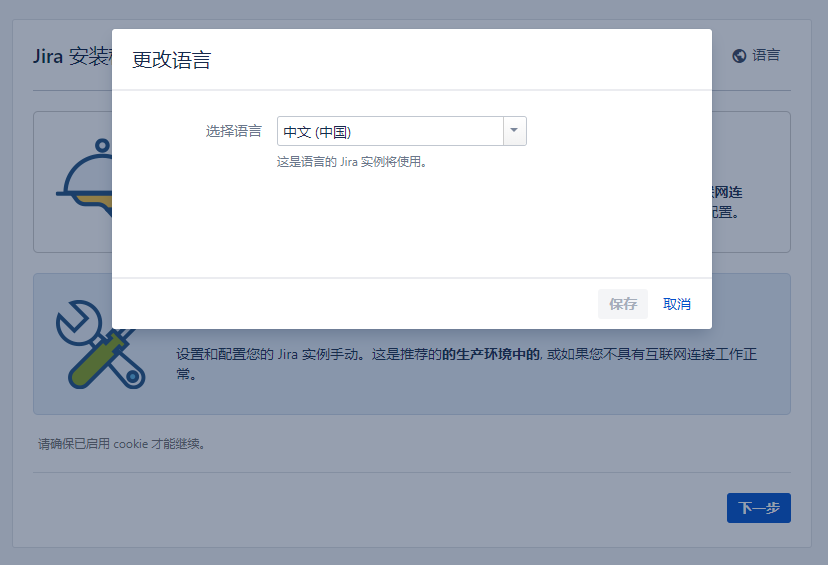 Jira 安装
语言
更改语言
选择语言
中文 (中国)
这是语言的 Jira 实例将使用。
网连
配置。
保存
取消
设置和配置您的 Jira 实例手动。这是推荐的的生产环境中的, 或如果您不具有互联网连接工作正
常。
请确保已启用 cookie 才能继续。
下一步